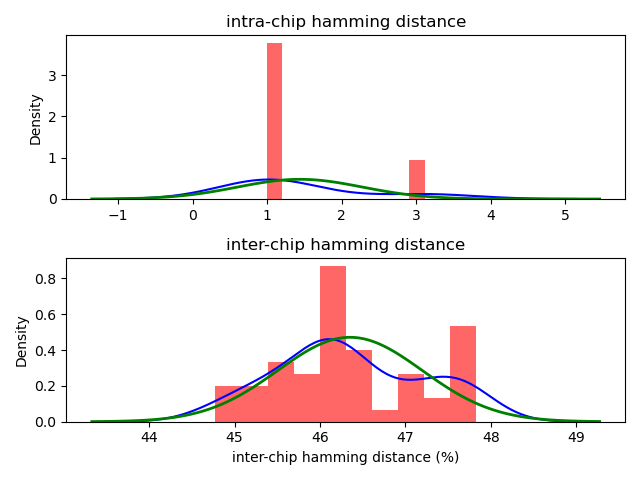 intra-chip hamming distance
Density
3
2
1
0
−1 0 1 2 3 4 5
inter-chip hamming distance
Density
0.8
0.6
0.4
0.2
0.0
44 45 46 47 48 49
inter-chip hamming distance (%)